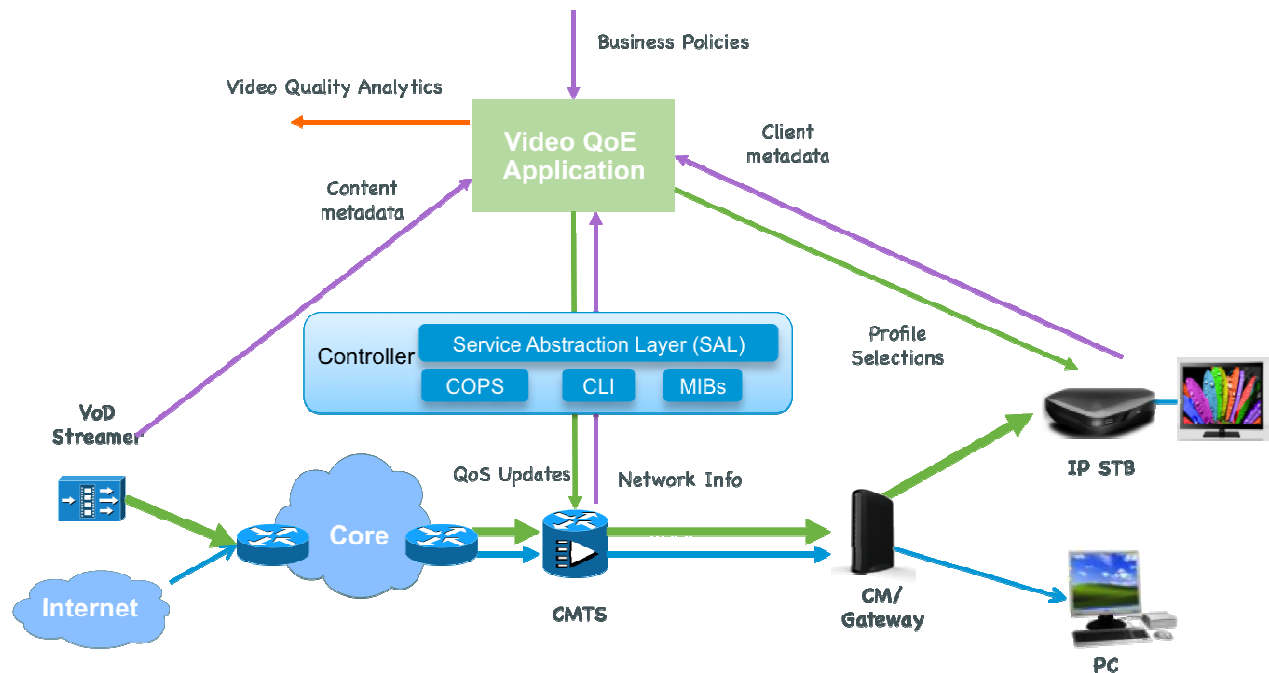 Business Policies
Video Quality Analytics
Video QoE
Application
Client
metadata
Content
metadata
Controller
Service Abstraction Layer (SAL)
COPS
CLI
MIBs
Profile
Selections
VoD
Streamer
IP STB
QoS Updates
Network Info
Core
Internet
CMTS
CM/
Gateway
PC